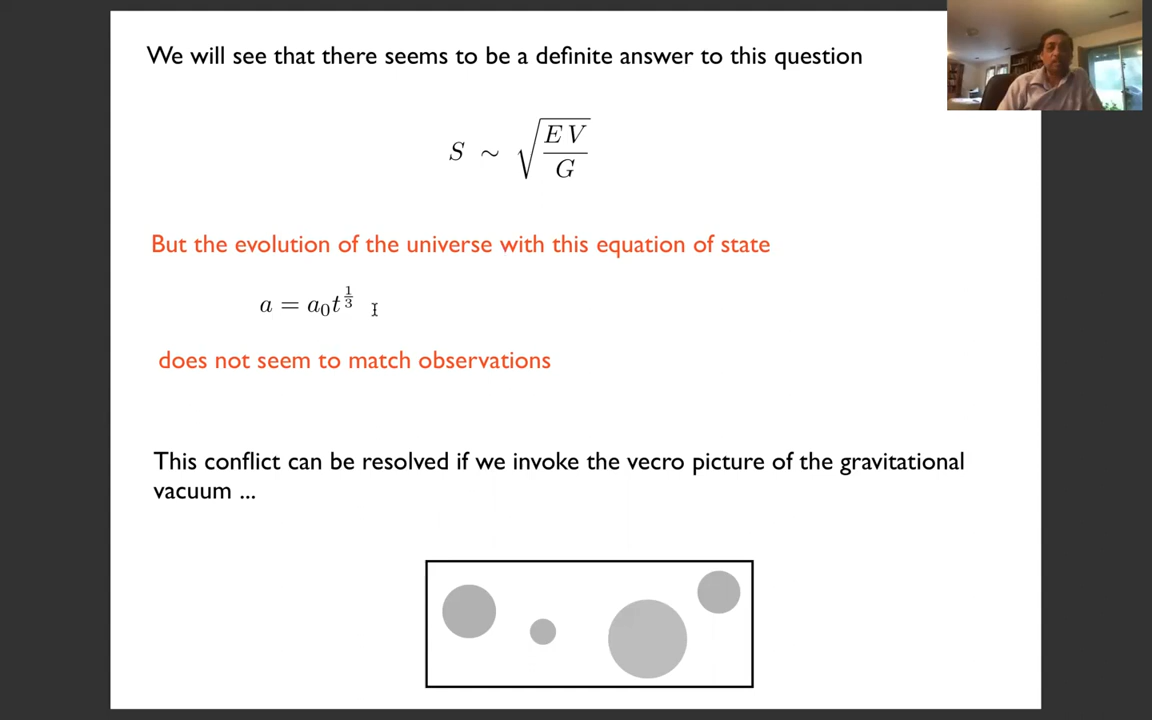 We will see that there seems to be a definite answer to this question
S ~ √(EV/G)
But the evolution of the universe with this equation of state
a = a₀t^(1/3)
does not seem to match observations
This conflict can be resolved if we invoke the vecro picture of the gravitational
vacuum ...